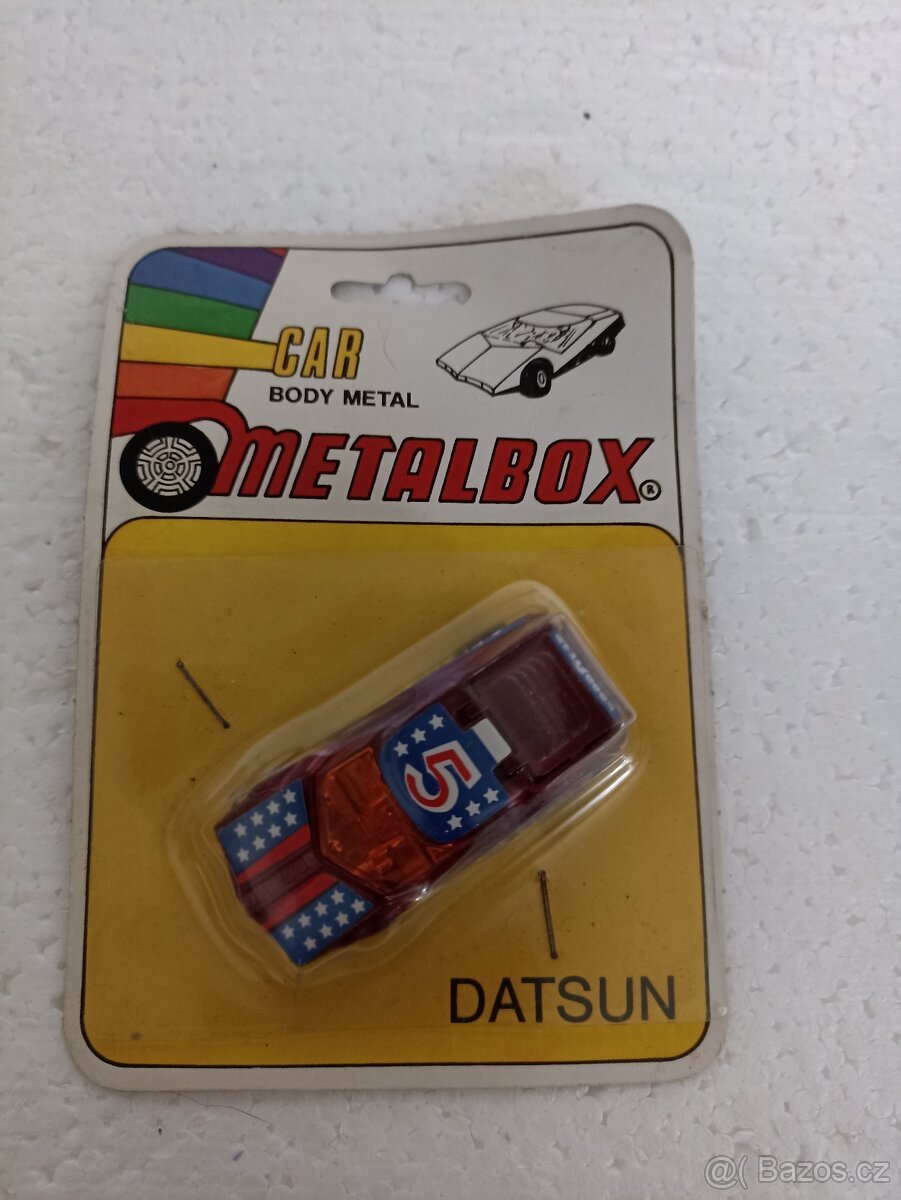 CAR
BODY METAL
METALBOX®
5
DATSUN
@( Bazos.cz